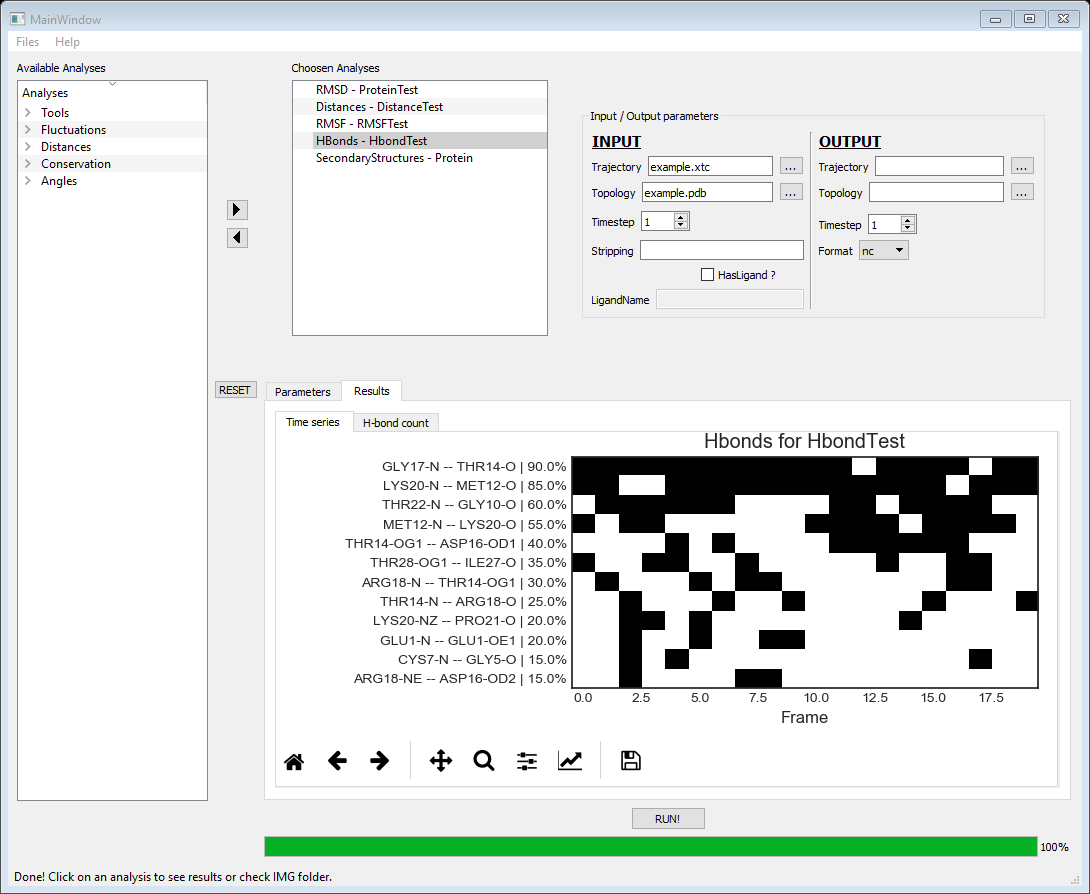 MainWindow
Files Help
Available Analyses
Analyses
Tools
Fluctuations
Distances
Conservation
Angles
Choosen Analyses
RMSD - ProteinTest
Distances - DistanceTest
RMSF - RMSFTest
HBonds - HbondTest
SecondaryStructures - Protein
Input / Output parameters
INPUT
Trajectory example.xtc ...
Topology example.pdb ...
Timestep 1
Stripping
HasLigand ?
LigandName
OUTPUT
Trajectory ...
Topology ...
Timestep 1
Format nc
RESET
Parameters Results
Time series H-bond count
Hbonds for HbondTest
GLY17-N -- THR14-O | 90.0%
LYS20-N -- MET12-O | 85.0%
THR22-N -- GLY10-O | 60.0%
MET12-N -- LYS20-O | 55.0%
THR14-OG1 -- ASP16-OD1 | 40.0%
THR28-OG1 -- ILE27-O | 35.0%
ARG18-N -- THR14-OG1 | 30.0%
THR14-N -- ARG18-O | 25.0%
LYS20-NZ -- PRO21-O | 20.0%
GLU1-N -- GLU1-OE1 | 20.0%
CYS7-N -- GLY5-O | 15.0%
ARG18-NE -- ASP16-OD2 | 15.0%
0.0 2.5 5.0 7.5 10.0 12.5 15.0 17.5
Frame
RUN!
100%
Done! Click on an analysis to see results or check IMG folder.